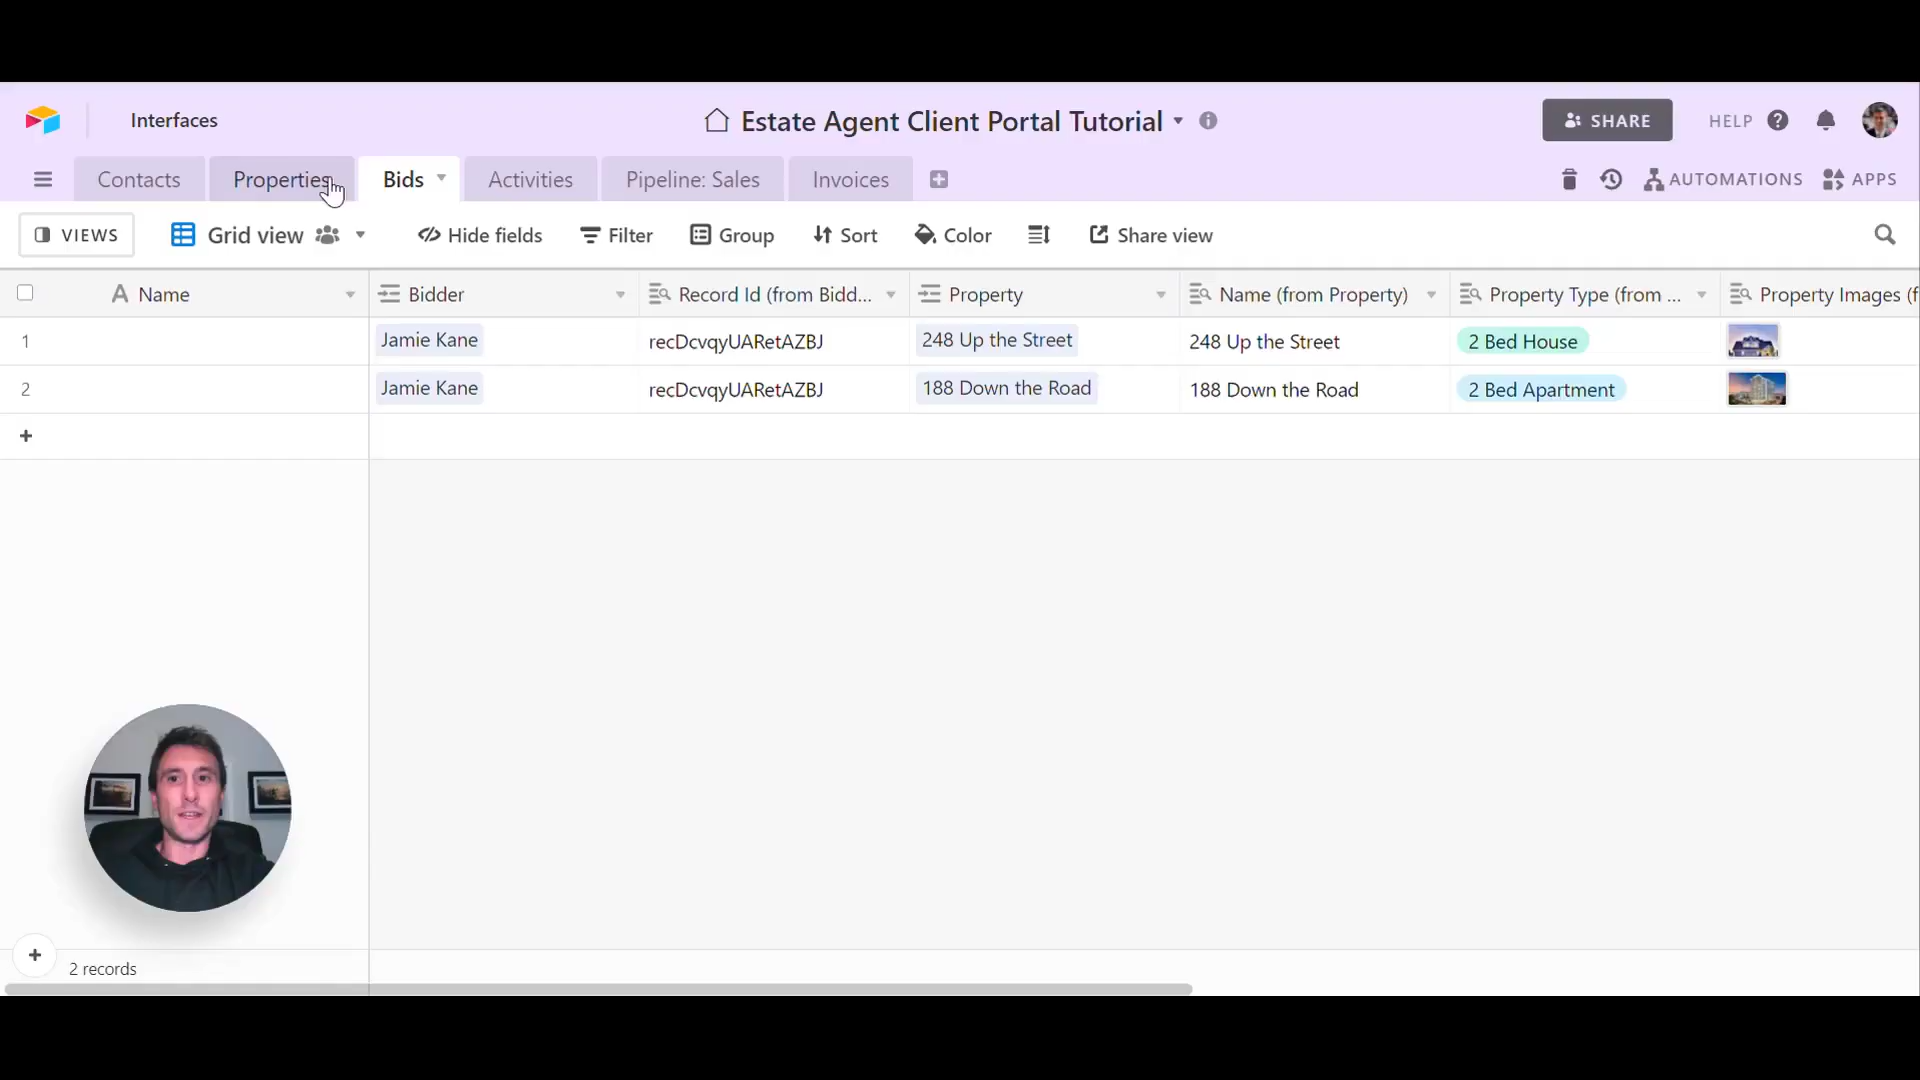 Interfaces
Estate Agent Client Portal Tutorial
SHARE
HELP
Contacts
Properties
Bids
Activities
Pipeline: Sales
Invoices
AUTOMATIONS
APPS
VIEWS
Grid view
Hide fields
Filter
Group
Sort
Color
Share view
Name
Bidder
Record Id (from Bidd...
Property
Name (from Property)
Property Type (from ...
Property Images (f
1
Jamie Kane
recDcvqyUARetAZBJ
248 Up the Street
248 Up the Street
2 Bed House
2
Jamie Kane
recDcvqyUARetAZBJ
188 Down the Road
188 Down the Road
2 Bed Apartment
2 records